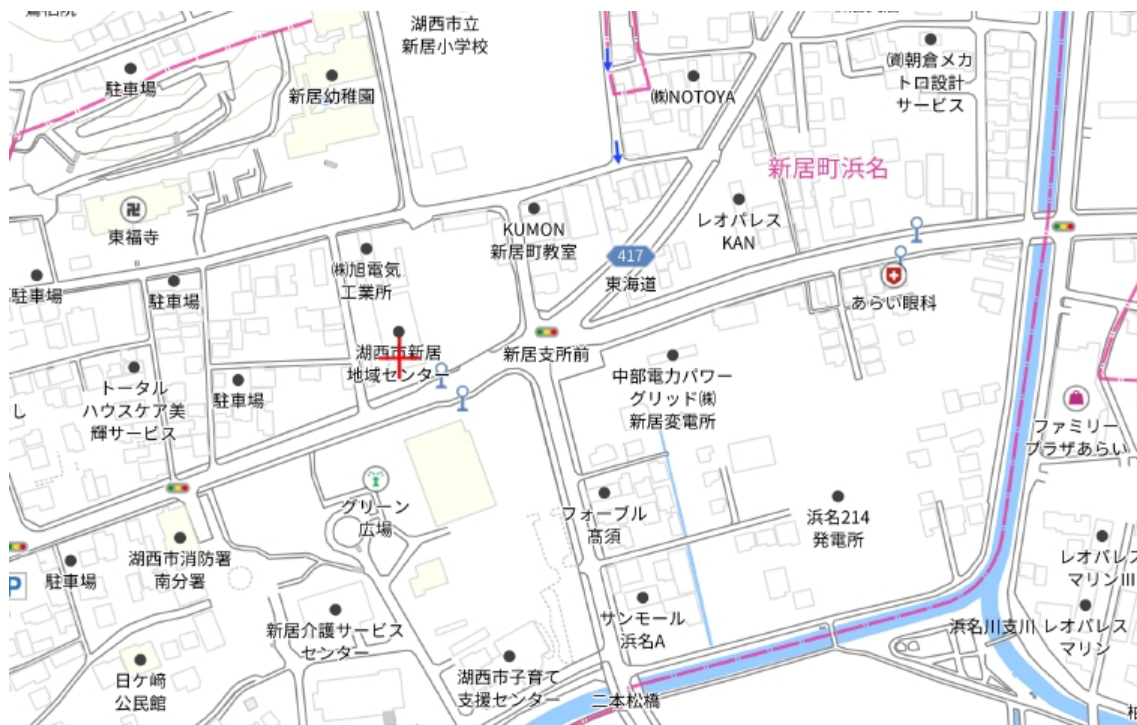 湖西市立
新居小学校
駐車場
新居幼稚園
㈱NOTOYA
㈾朝倉メカ
トロ設計
サービス
新居町浜名
卍
東福寺
KUMON
新居町教室
レオパレス
KAN
417
東海道
㈱旭電気
工業所
駐車場
駐車場
あらい眼科
湖西市新居
地域センター
新居支所前
中部電力パワー
グリッド㈱
新居変電所
トータル
ハウスケア美
輝サービス
駐車場
し
ファミリー
プラザあらい
グリーン
広場
フォーブル
髙須
浜名214
発電所
湖西市消防署
南分署
駐車場
P
レオパレス
マリンIII
新居介護サービス
センター
サンモール
浜名A
浜名川支川
レオパレス
マリン
日ケ﨑
公民館
湖西市子育て
支援センター
二本松橋